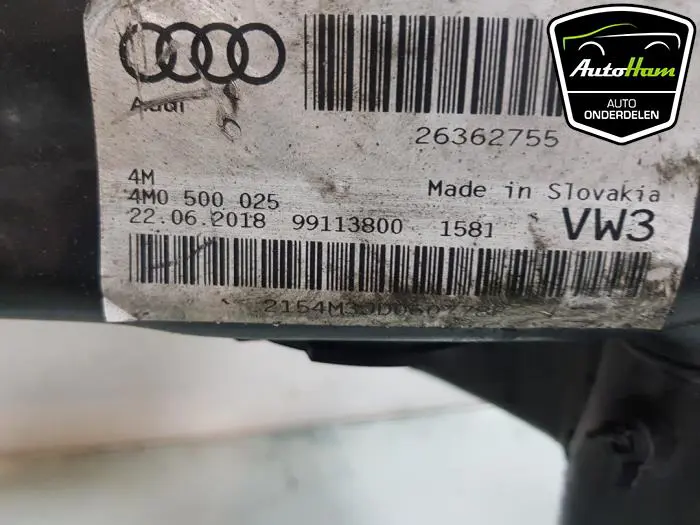 AutoHam
AUTO
ONDERDELEN
Audi
26362755
4M
4M0 500 025
Made in Slovakia
22.06.2018 99113800 1581 VW3